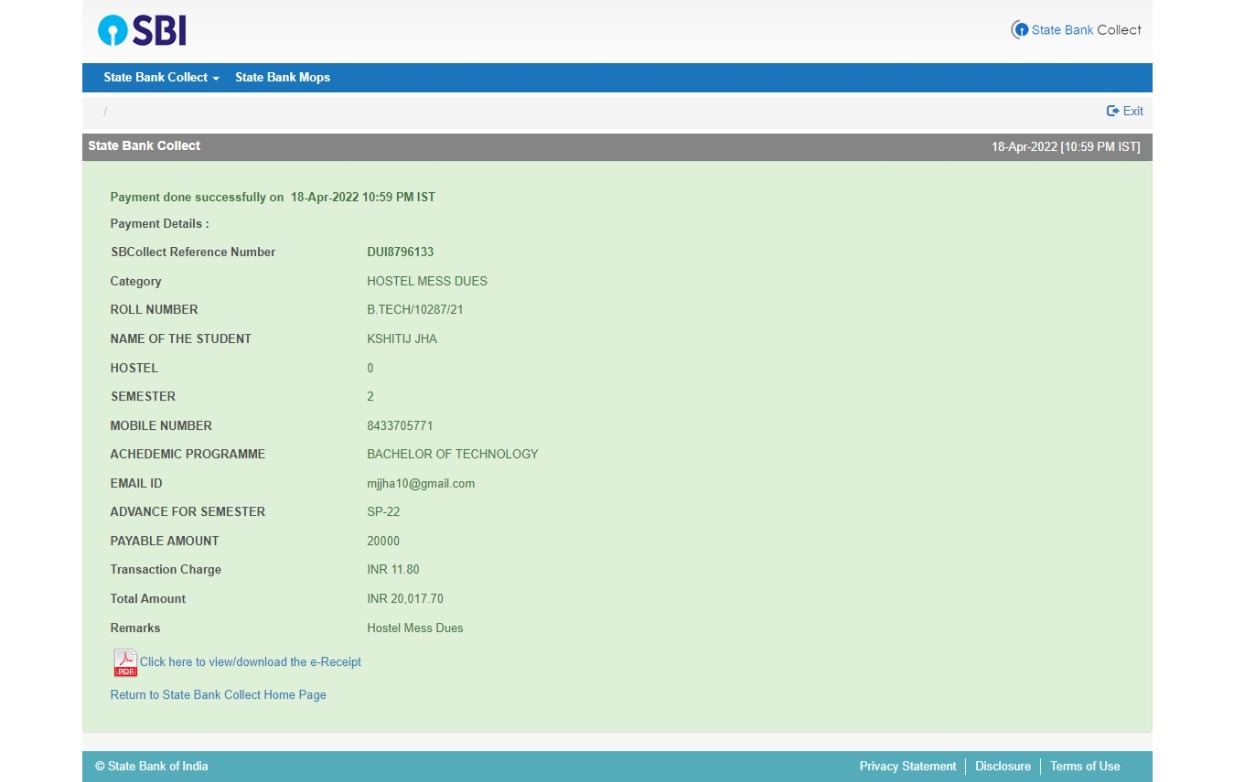 SBI
State Bank Collect
State Bank Collect State Bank Mops
/ Exit
State Bank Collect 18-Apr-2022 [10:59 PM IST]
Payment done successfully on 18-Apr-2022 10:59 PM IST
Payment Details :
SBCollect Reference Number DUI8796133
Category HOSTEL MESS DUES
ROLL NUMBER B.TECH/10287/21
NAME OF THE STUDENT KSHITIJ JHA
HOSTEL 0
SEMESTER 2
MOBILE NUMBER 8433705771
ACHEDEMIC PROGRAMME BACHELOR OF TECHNOLOGY
EMAIL ID mjjha10@gmail.com
ADVANCE FOR SEMESTER SP-22
PAYABLE AMOUNT 20000
Transaction Charge INR 11.80
Total Amount INR 20,017.70
Remarks Hostel Mess Dues
PDF Click here to view/download the e-Receipt
Return to State Bank Collect Home Page
© State Bank of India Privacy Statement | Disclosure | Terms of Use